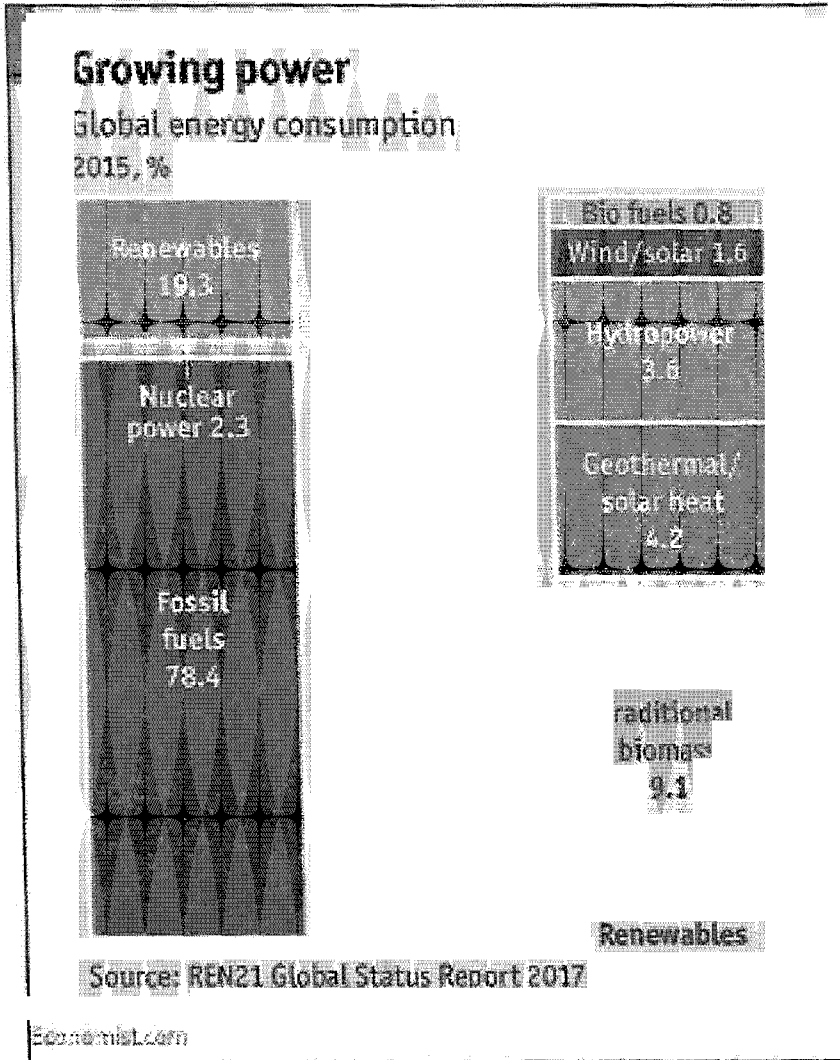 Growing power
Global energy consumption
2015, %
Renewables
19.3
Nuclear
power 2.3
Fossil
fuels
78.4
Bio fuels 0.8
Wind/solar 1.6
Hydropower
3.6
Geothermal/
solar heat
4.2
raditional
biomass
9.1
Renewables
Source: REN21 Global Status Report 2017
Economist.com